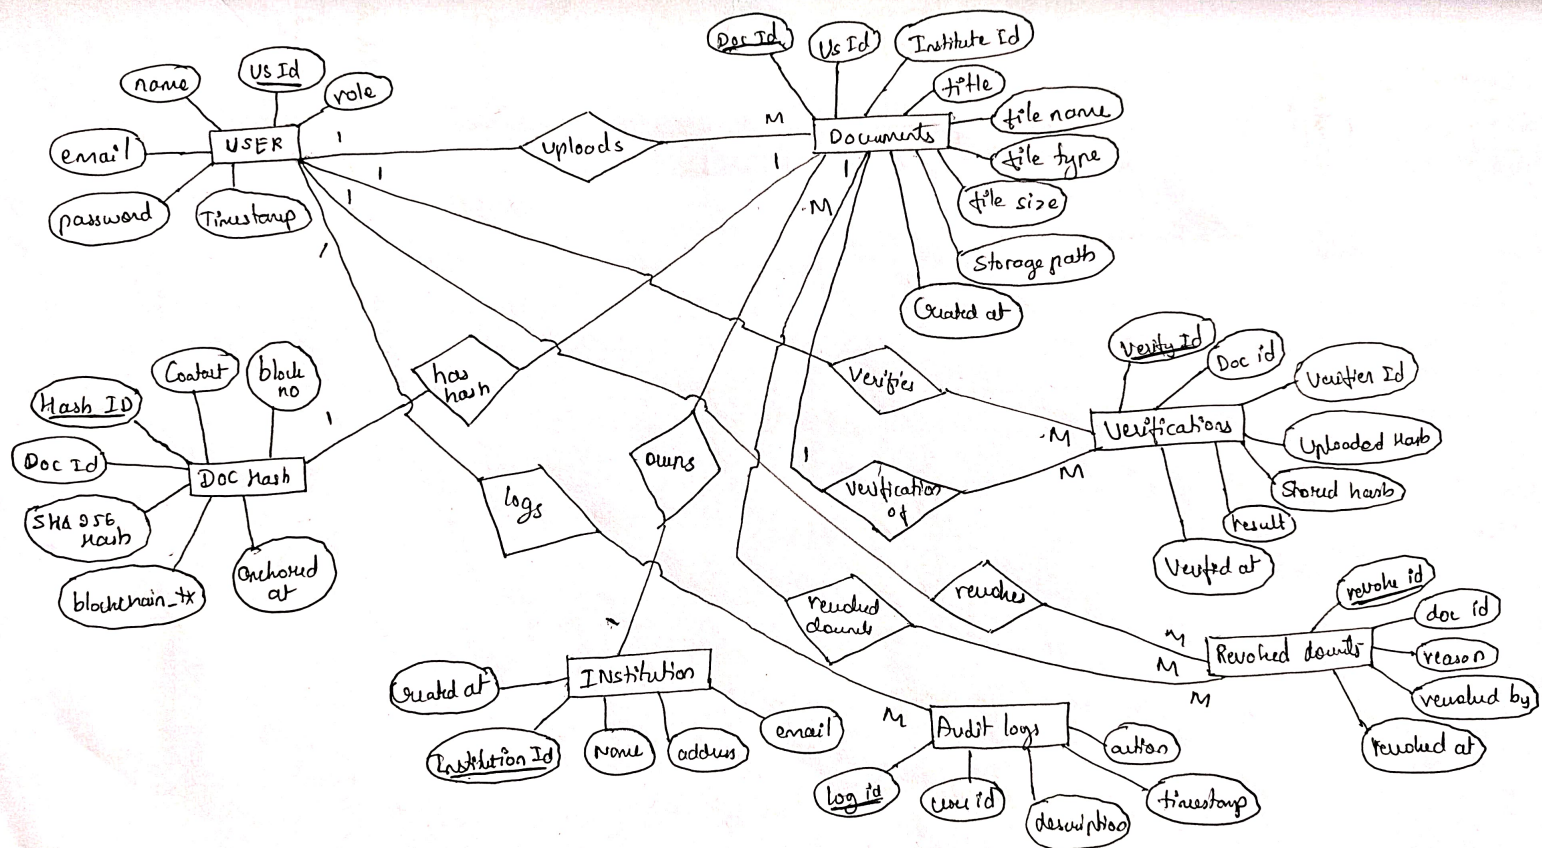 name
Us Id
role
USER
email
password
Timestamp
1
1
1
1
uploads
M
Doc Id
Us Id
Institute Id
title
file name
file type
file size
Storage path
Created at
Documents
1
1
M
has
hash
Hash ID
Contact
block
no
Doc Id
DOC Hash
1
SHA 256
Hash
blockchain_tx
anchored
at
logs
owns
verifies
verification
of
1
M
M
Verify Id
Doc id
Verifier Id
Verifications
Uploaded Hash
Stored hash
result
Verified at
revokes
M
M
M
revoke id
doc id
reason
revoked by
revoked at
1
INstitution
Created at
Institution Id
Name
address
email
M
Audit logs
action
log id
user id
description
timestamp